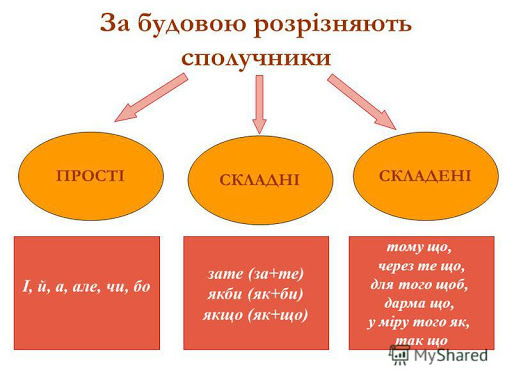 За будовою розрізняють
сполучники
ПРОСТІ
СКЛАДНІ
СКЛАДЕНІ
І, й, а, але, чи, бо
зате (за+те)
якби (як+би)
якщо (як+що)
тому що,
через те що,
для того щоб,
дарма що,
у міру того як,
так що
MyShared